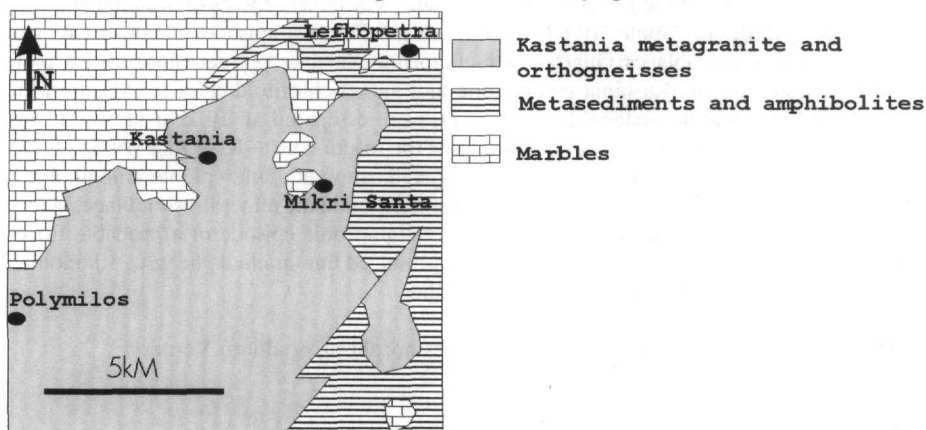 Lefkopetra
N
Kastania
Mikri Santa
Polymilos
5kM
Kastania metagranite and
orthogneisses
Metasediments and amphibolites
Marbles